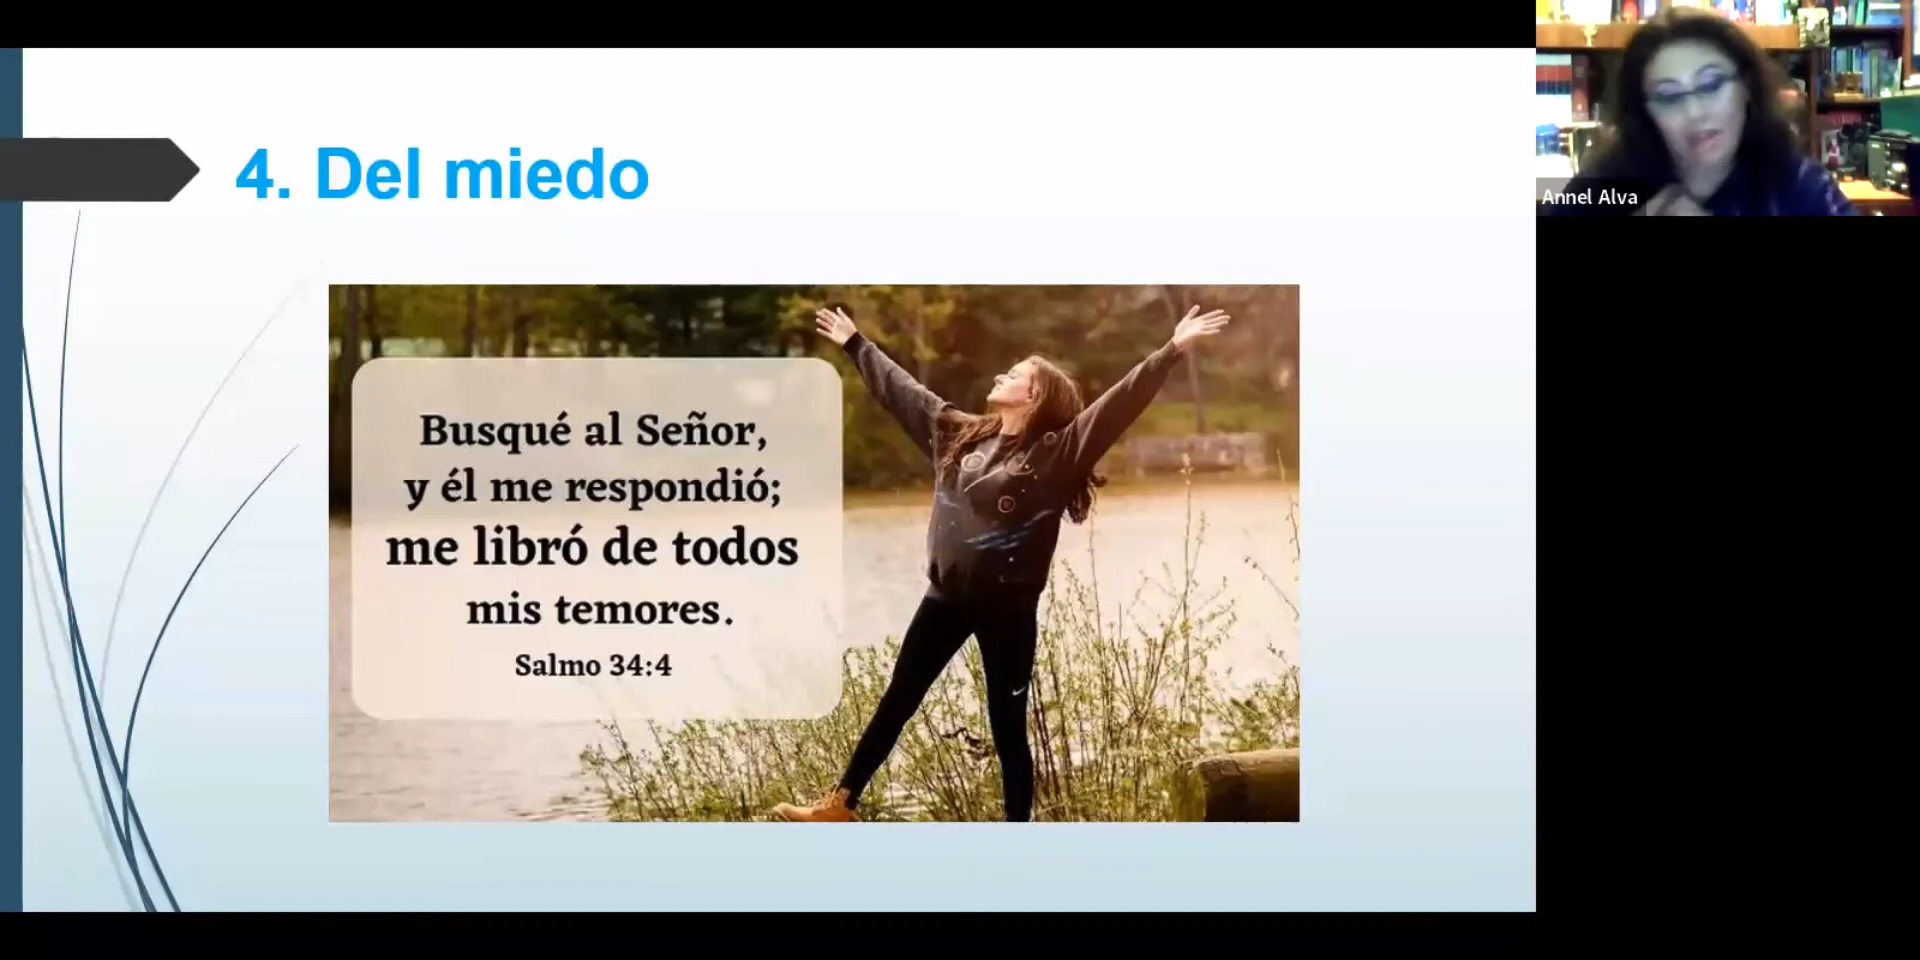 4. Del miedo
Busqué al Señor,
y él me respondió;
me libró de todos
mis temores.
Salmo 34:4
Annel Alva